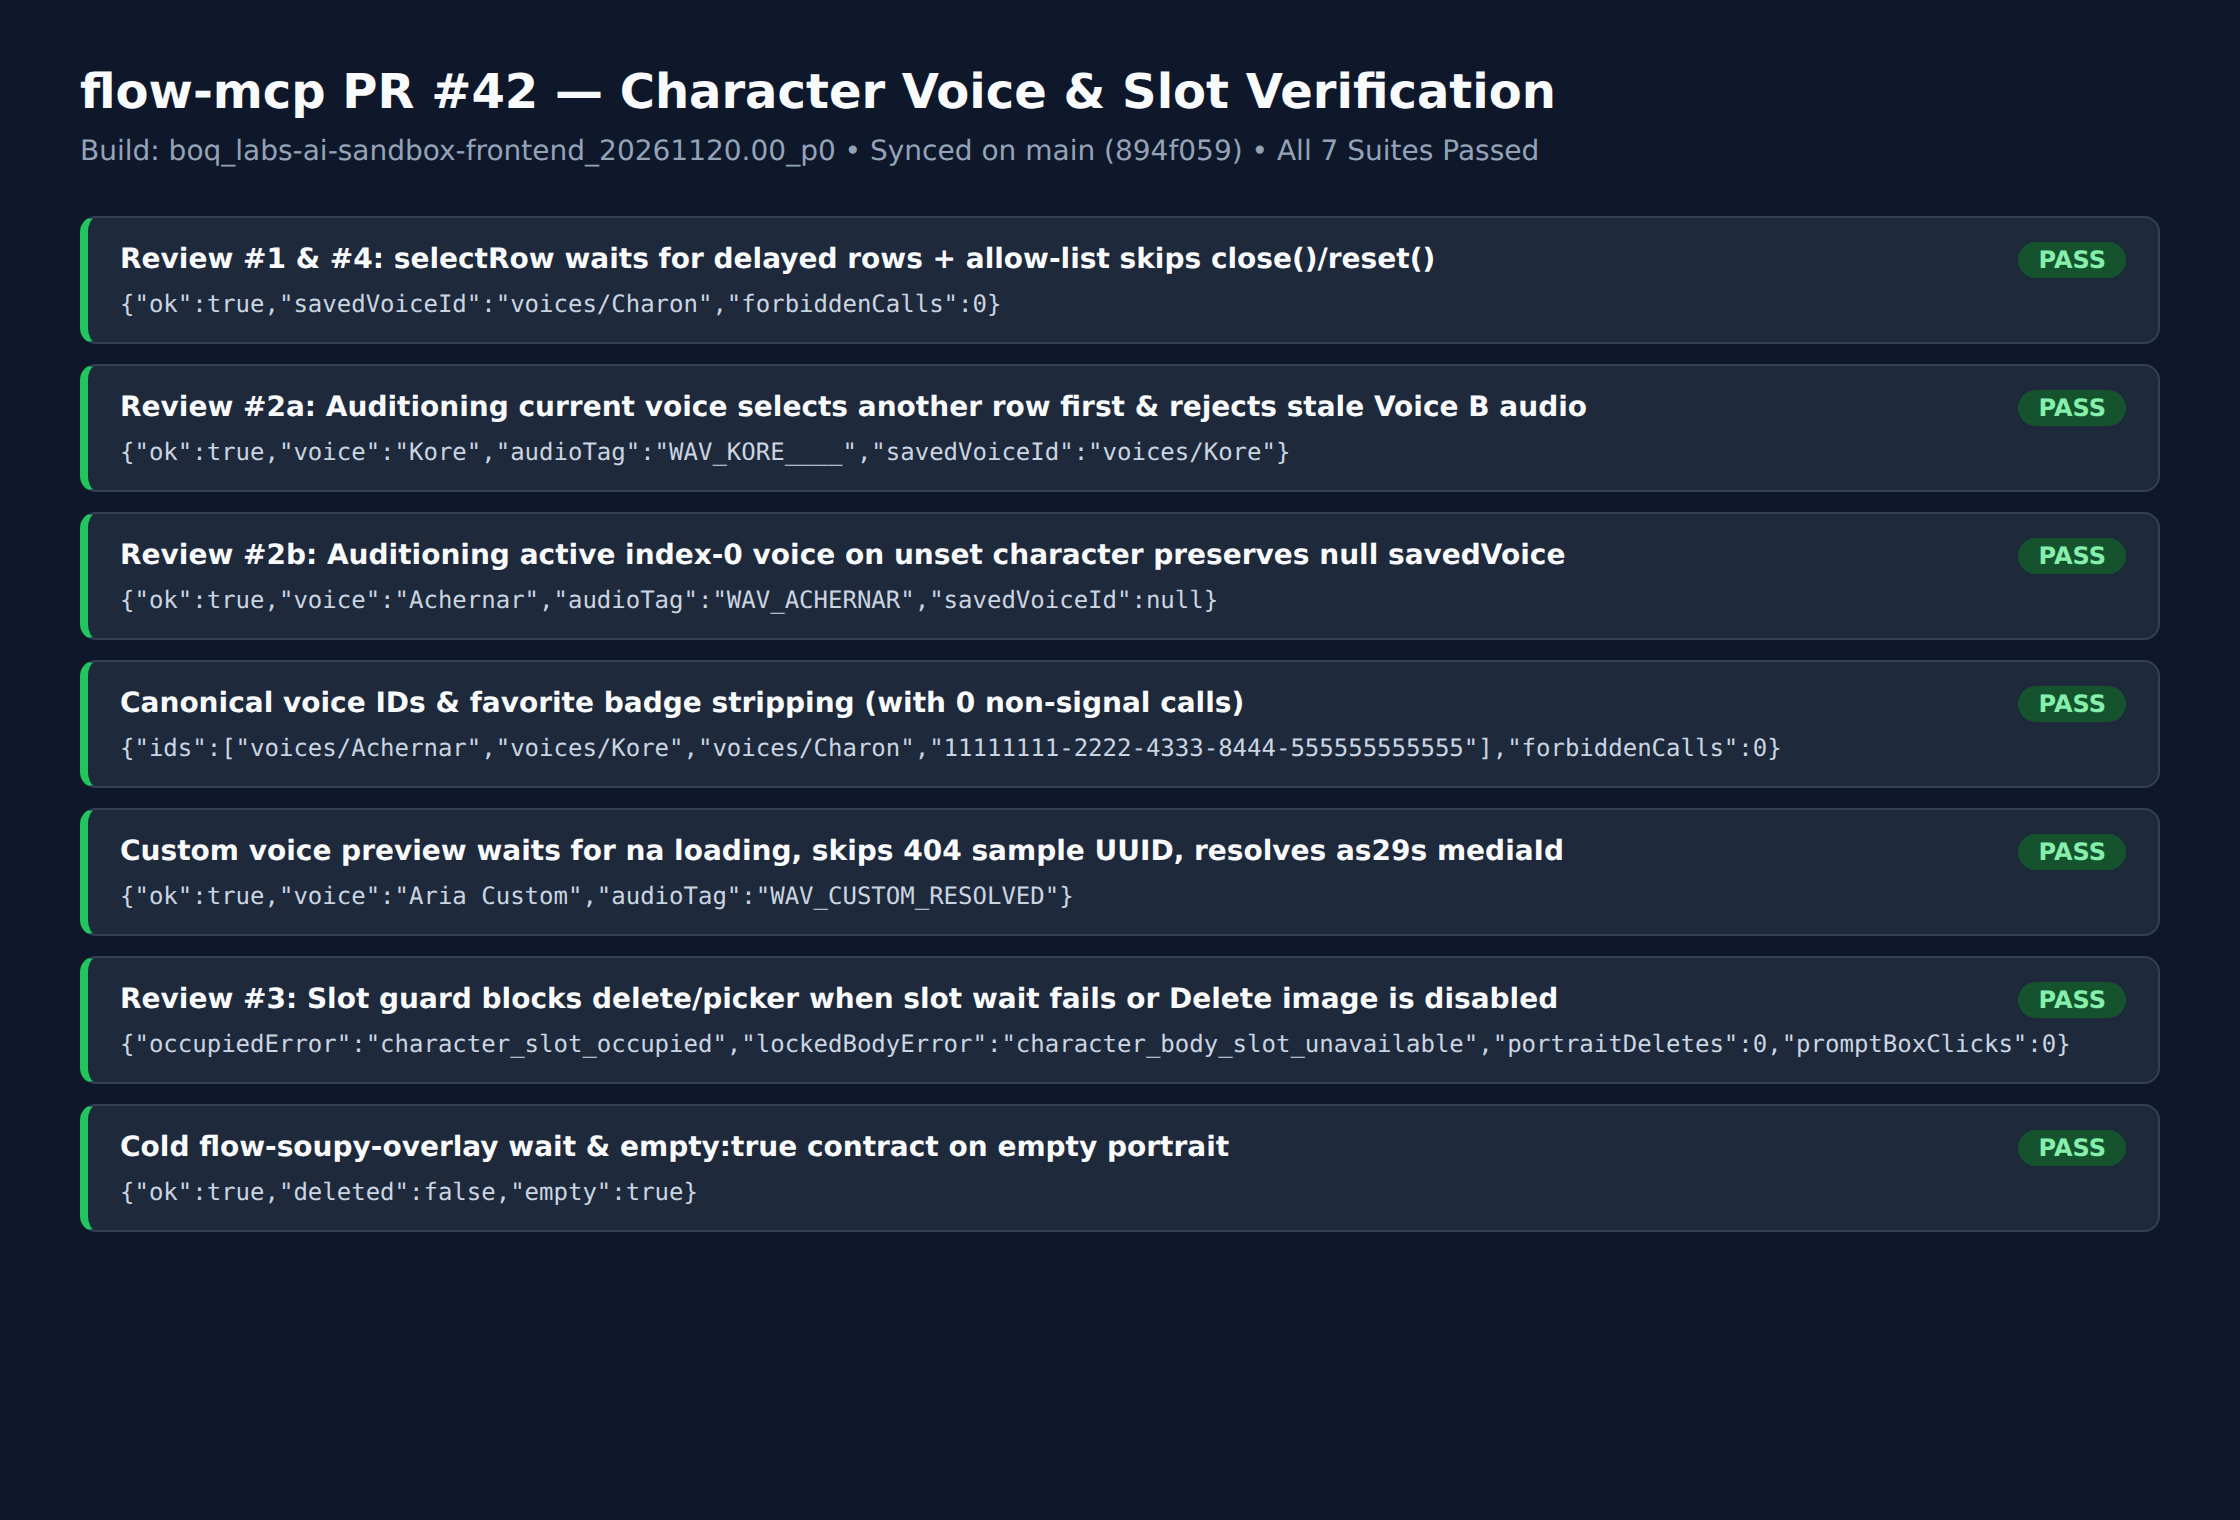 flow-mcp PR #42 — Character Voice & Slot Verification
Build: boq_labs-ai-sandbox-frontend_20261120.00_p0 • Synced on main (894f059) • All 7 Suites Passed
Review #1 & #4: selectRow waits for delayed rows + allow-list skips close()/reset()
PASS
{"ok":true,"savedVoiceId":"voices/Charon","forbiddenCalls":0}
Review #2a: Auditioning current voice selects another row first & rejects stale Voice B audio
PASS
{"ok":true,"voice":"Kore","audioTag":"WAV_KORE____","savedVoiceId":"voices/Kore"}
Review #2b: Auditioning active index-0 voice on unset character preserves null savedVoice
PASS
{"ok":true,"voice":"Achernar","audioTag":"WAV_ACHERNAR","savedVoiceId":null}
Canonical voice IDs & favorite badge stripping (with 0 non-signal calls)
PASS
{"ids":["voices/Achernar","voices/Kore","voices/Charon","11111111-2222-4333-8444-555555555555"],"forbiddenCalls":0}
Custom voice preview waits for na loading, skips 404 sample UUID, resolves as29s mediaId
PASS
{"ok":true,"voice":"Aria Custom","audioTag":"WAV_CUSTOM_RESOLVED"}
Review #3: Slot guard blocks delete/picker when slot wait fails or Delete image is disabled
PASS
{"occupiedError":"character_slot_occupied","lockedBodyError":"character_body_slot_unavailable","portraitDeletes":0,"promptBoxClicks":0}
Cold flow-soupy-overlay wait & empty:true contract on empty portrait
PASS
{"ok":true,"deleted":false,"empty":true}